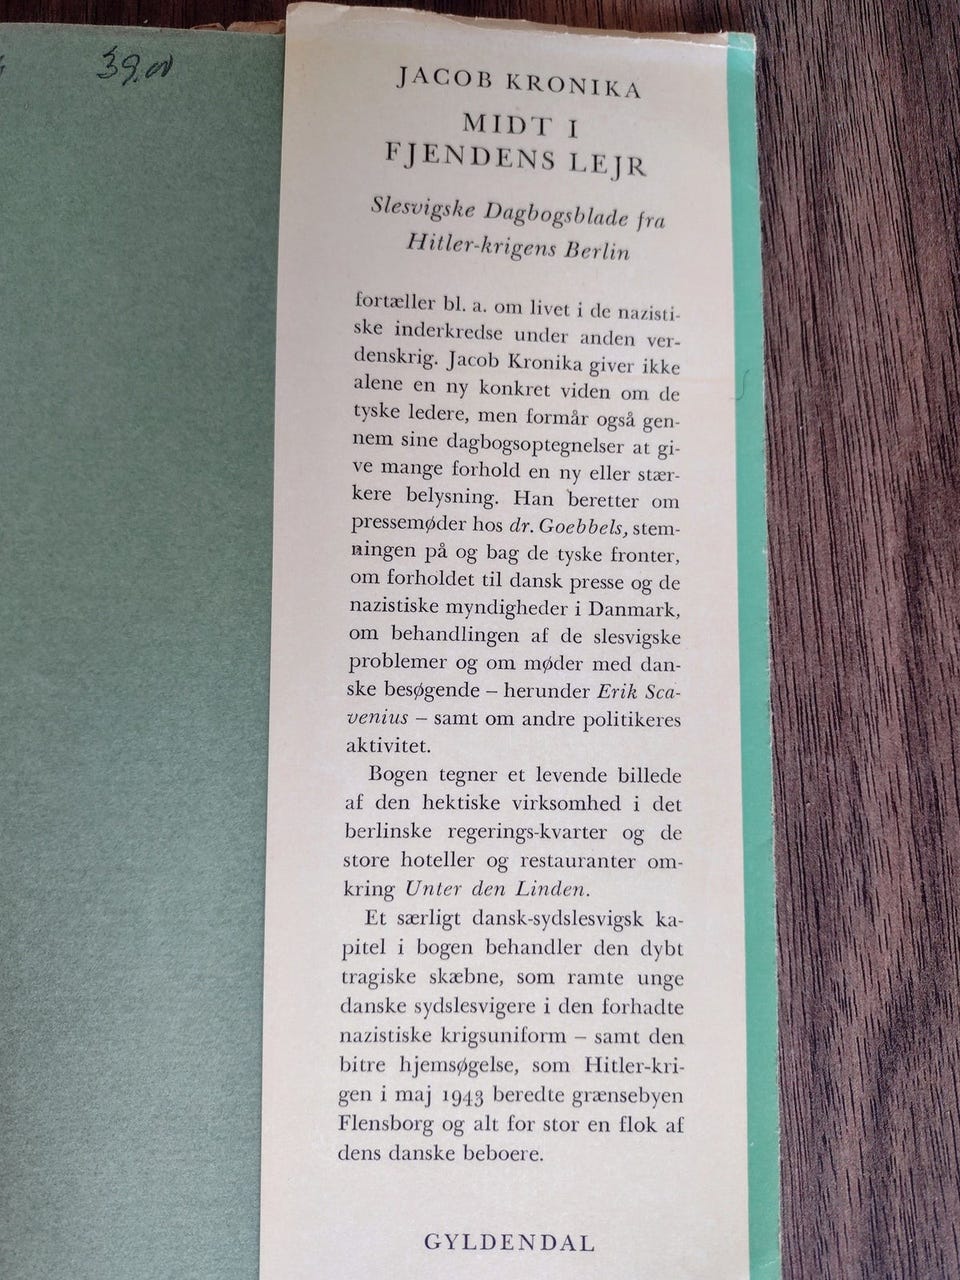 39.00
JACOB KRONIKA
MIDT I
FJENDENS LEJR
Slesvigske Dagbogsblade fra
Hitler-krigens Berlin
fortæller bl. a. om livet i de nazisti-
ske inderkredse under anden ver-
denskrig. Jacob Kronika giver ikke
alene en ny konkret viden om de
tyske ledere, men formår også gen-
nem sine dagbogsoptegnelser at gi-
ve mange forhold en ny eller stær-
kere belysning. Han beretter om
pressemøder hos dr. Goebbels, stem-
ningen på og bag de tyske fronter,
om forholdet til dansk presse og de
nazistiske myndigheder i Danmark,
om behandlingen af de slesvigske
problemer og om møder med dan-
ske besøgende – herunder Erik Sca-
venius – samt om andre politikeres
aktivitet.
Bogen tegner et levende billede
af den hektiske virksomhed i det
berlinske regerings-kvarter og de
store hoteller og restauranter om-
kring Unter den Linden.
Et særligt dansk-sydslesvigsk ka-
pitel i bogen behandler den dybt
tragiske skæbne, som ramte unge
danske sydslesvigere i den forhadte
nazistiske krigsuniform – samt den
bitre hjemsøgelse, som Hitler-kri-
gen i maj 1943 beredte grænsebyen
Flensborg og alt for stor en flok af
dens danske beboere.
GYLDENDAL